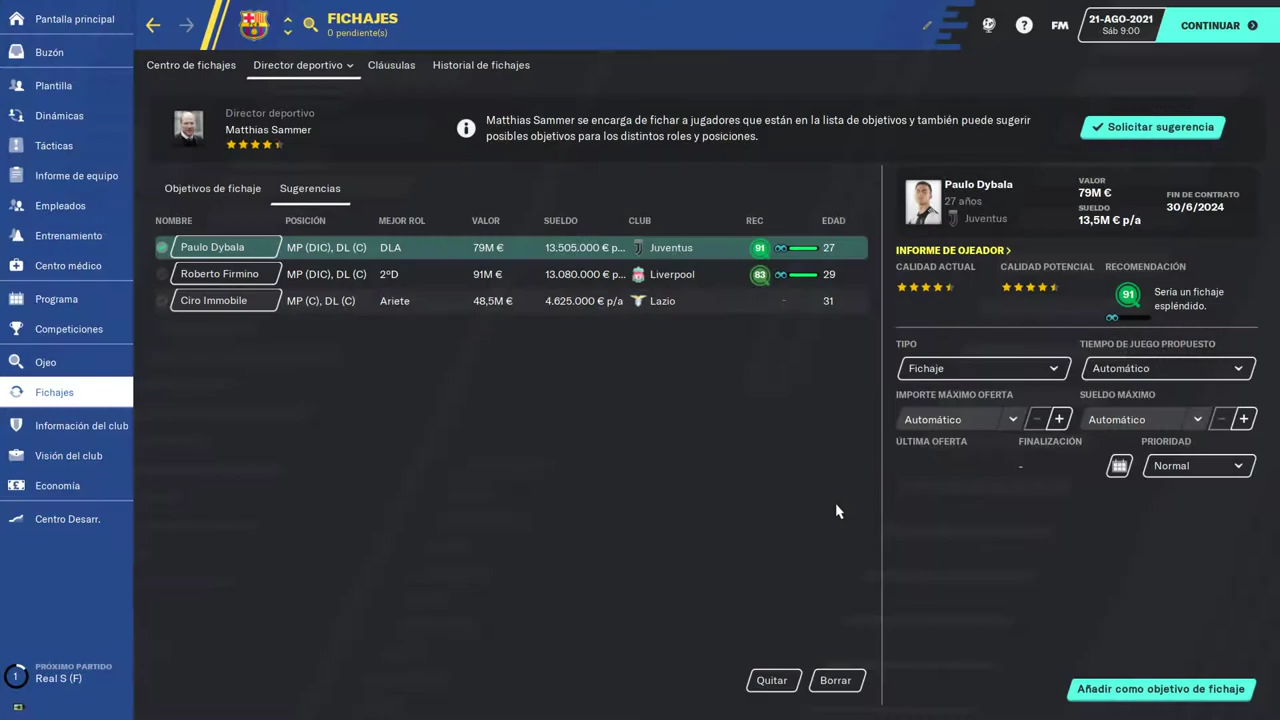 Pantalla principal
Buzón
Plantilla
Dinámicas
Tácticas
Informe de equipo
Empleados
Entrenamiento
Centro médico
Programa
Competiciones
Ojeo
Fichajes
Información del club
Visión del club
Economía
Centro Desarr.
1
PRÓXIMO PARTIDO
Real S (F)
FICHAJES
0 pendiente(s)
FM
21-AGO-2021
Sáb 9:00
CONTINUAR
Centro de fichajes
Director deportivo
Cláusulas
Historial de fichajes
Director deportivo
Matthias Sammer
Matthias Sammer se encarga de fichar a jugadores que están en la lista de objetivos y también puede sugerir
posibles objetivos para los distintos roles y posiciones.
Solicitar sugerencia
Objetivos de fichaje Sugerencias
NOMBRE POSICIÓN MEJOR ROL VALOR SUELDO CLUB REC EDAD
Paulo Dybala MP (DIC), DL (C) DLA 79M € 13.505.000 € p... Juventus 91 27
Roberto Firmino MP (DIC), DL (C) 2ºD 91M € 13.080.000 € p... Liverpool 83 29
Ciro Immobile MP (C), DL (C) Ariete 48,5M € 4.625.000 € p/a Lazio - 31
Quitar Borrar
Paulo Dybala
27 años
Juventus
VALOR
79M €
SUELDO
13,5M € p/a
FIN DE CONTRATO
30/6/2024
INFORME DE OJEADOR >
CALIDAD ACTUAL CALIDAD POTENCIAL RECOMENDACIÓN
91
Sería un fichaje
espléndido.
TIPO TIEMPO DE JUEGO PROPUESTO
Fichaje Automático
IMPORTE MÁXIMO OFERTA SUELDO MÁXIMO
Automático − + Automático − +
ÚLTIMA OFERTA FINALIZACIÓN PRIORIDAD
- Normal
Añadir como objetivo de fichaje